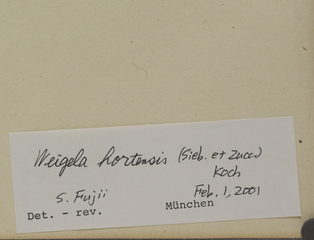 Weigela hortensis (Sieb. et Zucc.)
Koch
S. Fujii Feb. 1, 2001
Det. - rev. München